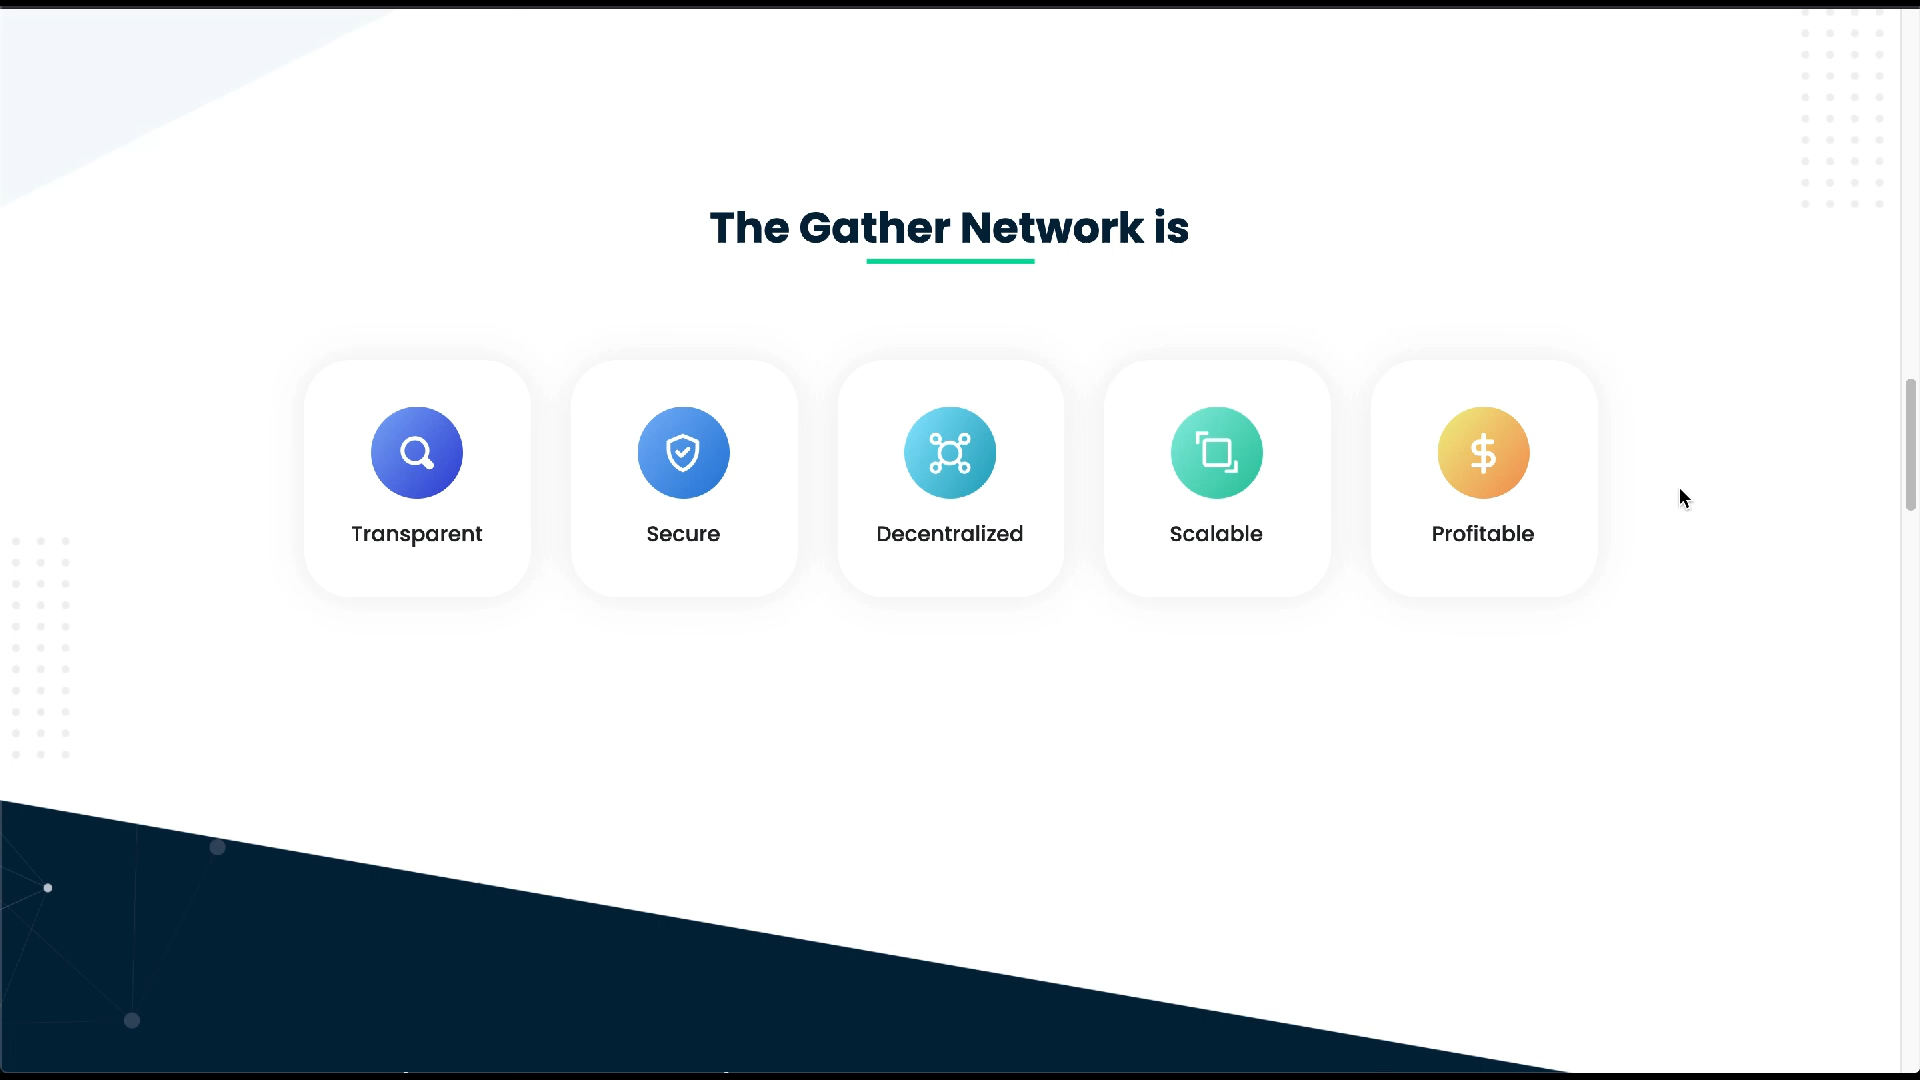 The Gather Network is
Transparent
Secure
Decentralized
Scalable
Profitable